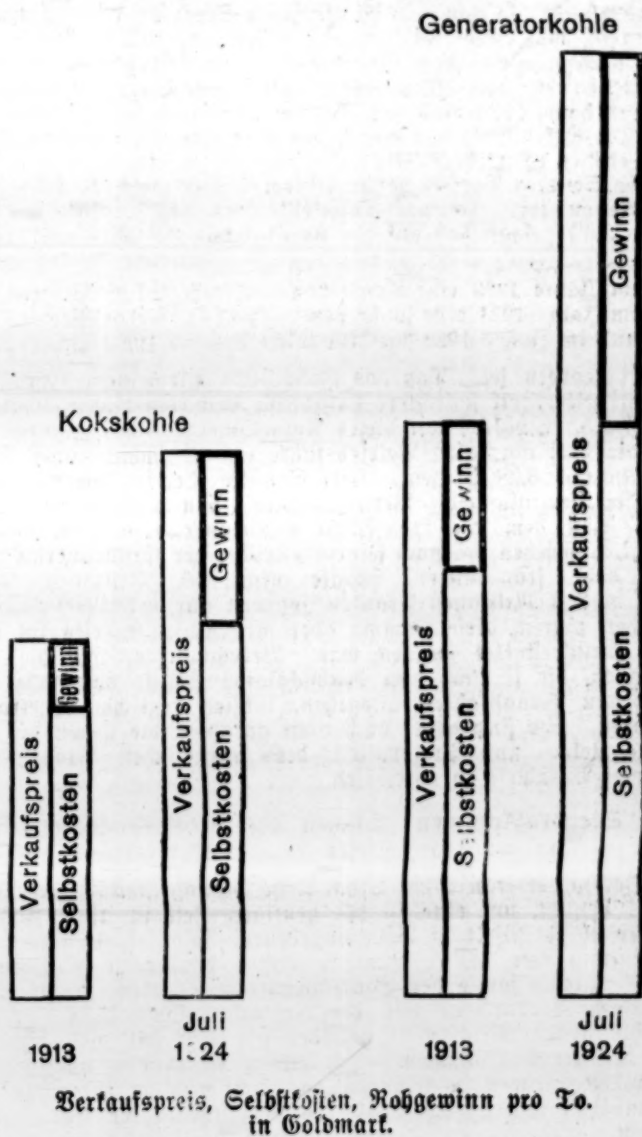 Generatorkohle
Kokskohle
Verkaufspreis
Gewinn
Selbstkosten
Verkaufspreis
Gewinn
Selbstkosten
Verkaufspreis
Gewinn
Selbstkosten
Verkaufspreis
Gewinn
Selbstkosten
1913
Juli
1924
1913
Juli
1924
Verkaufspreis, Selbstkosten, Rohgewinn pro To.
in Goldmark.